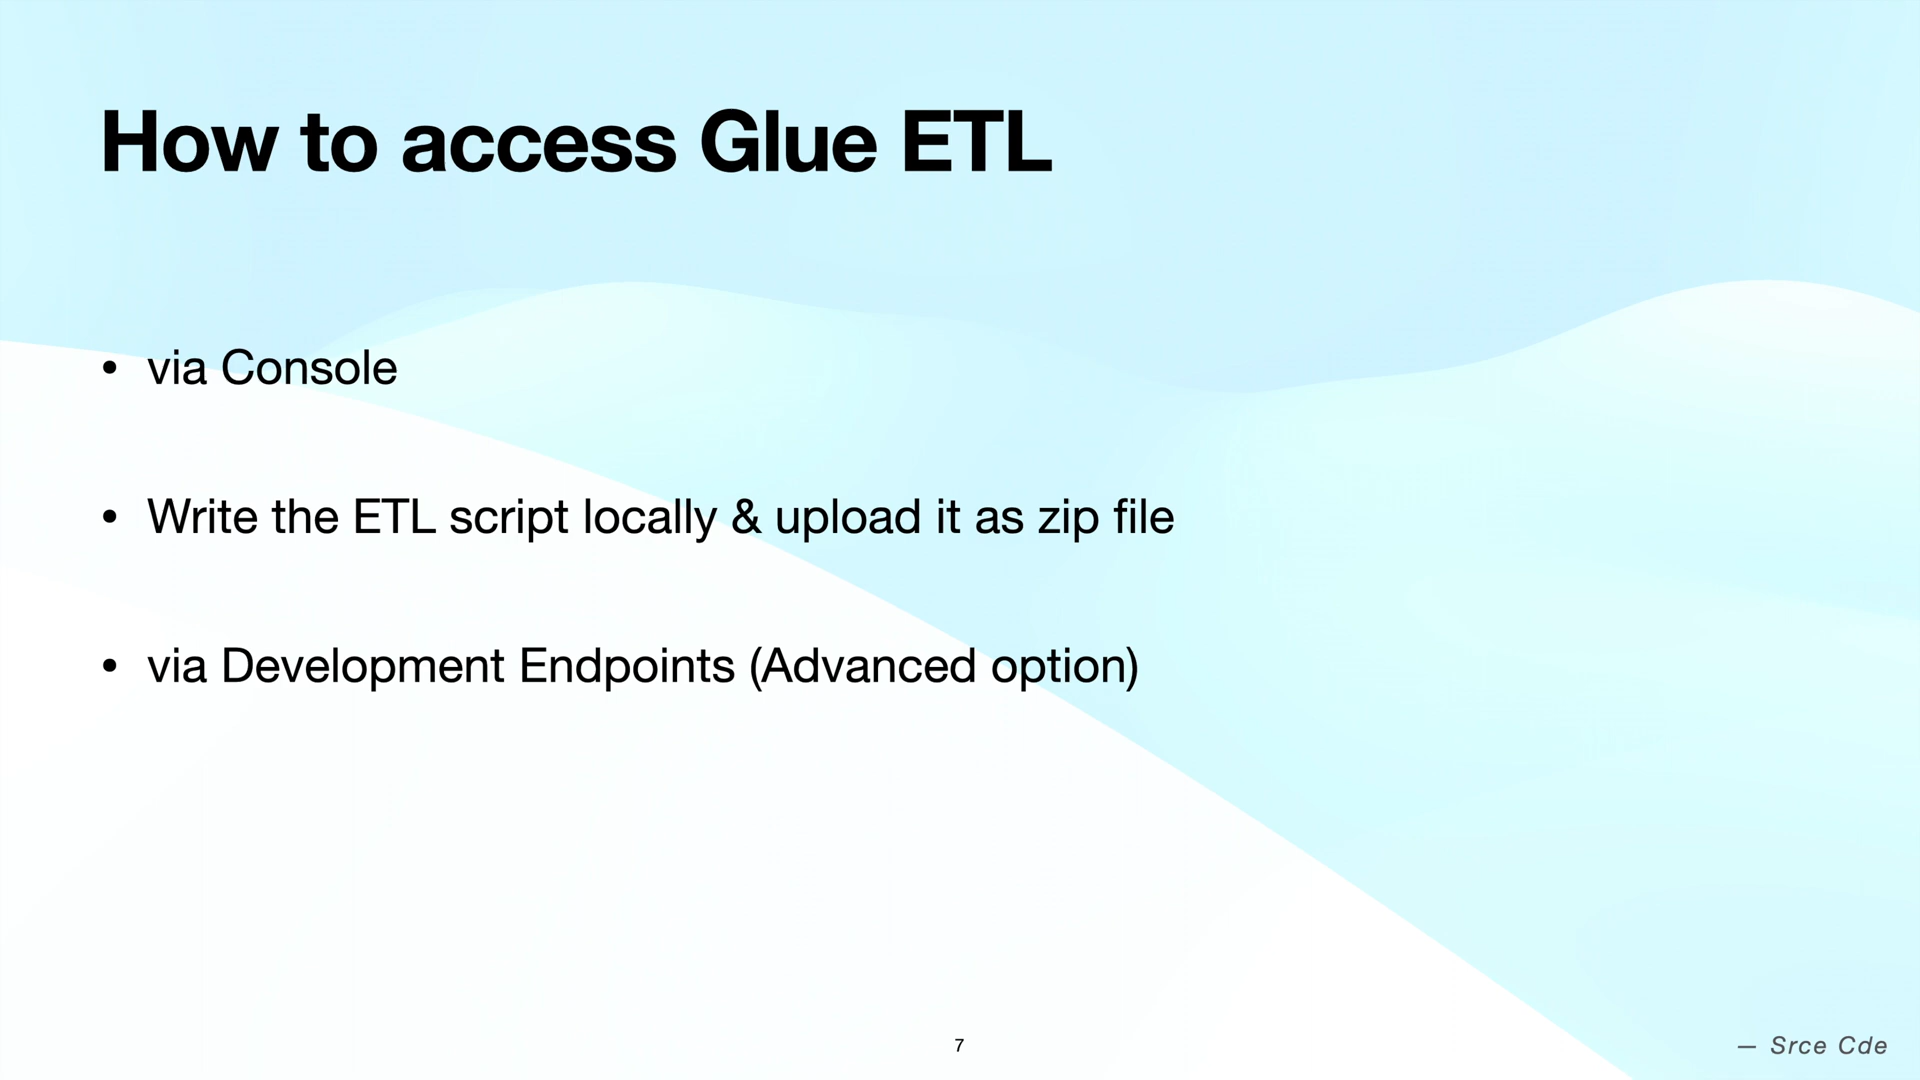 How to access Glue ETL
• via Console
• Write the ETL script locally & upload it as zip file
• via Development Endpoints (Advanced option)
7
— Srce Cde